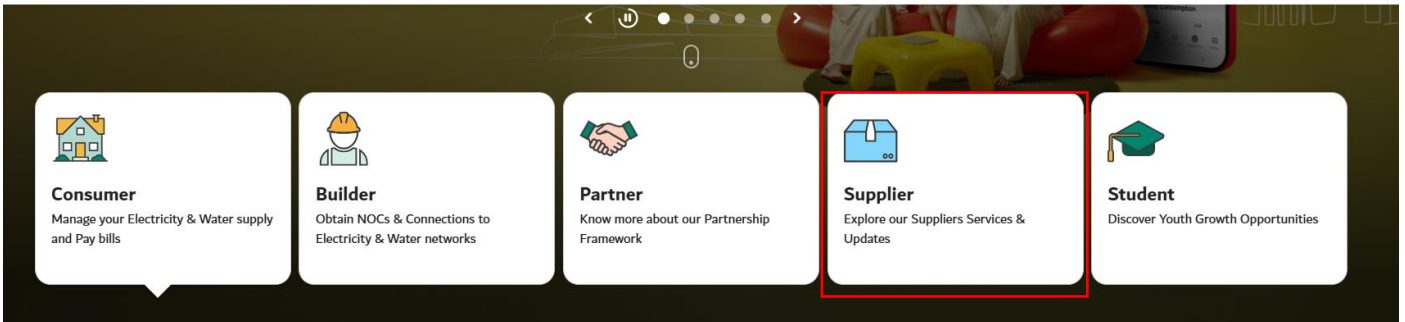 Consumption
Consumer
Manage your Electricity & Water supply
and Pay bills
Builder
Obtain NOCs & Connections to
Electricity & Water networks
Partner
Know more about our Partnership
Framework
Supplier
Explore our Suppliers Services &
Updates
Student
Discover Youth Growth Opportunities